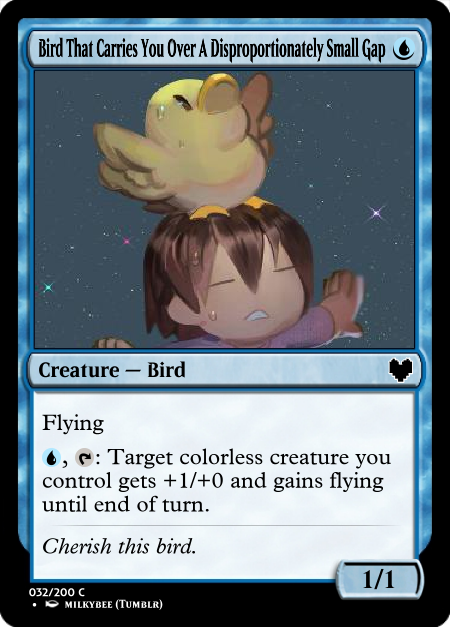 Bird That Carries You Over A Disproportionately Small Gap
Creature — Bird
Flying
, : Target colorless creature you
control gets +1/+0 and gains flying
until end of turn.
Cherish this bird.
1/1
032/200 C
• MILKYBEE (TUMBLR)